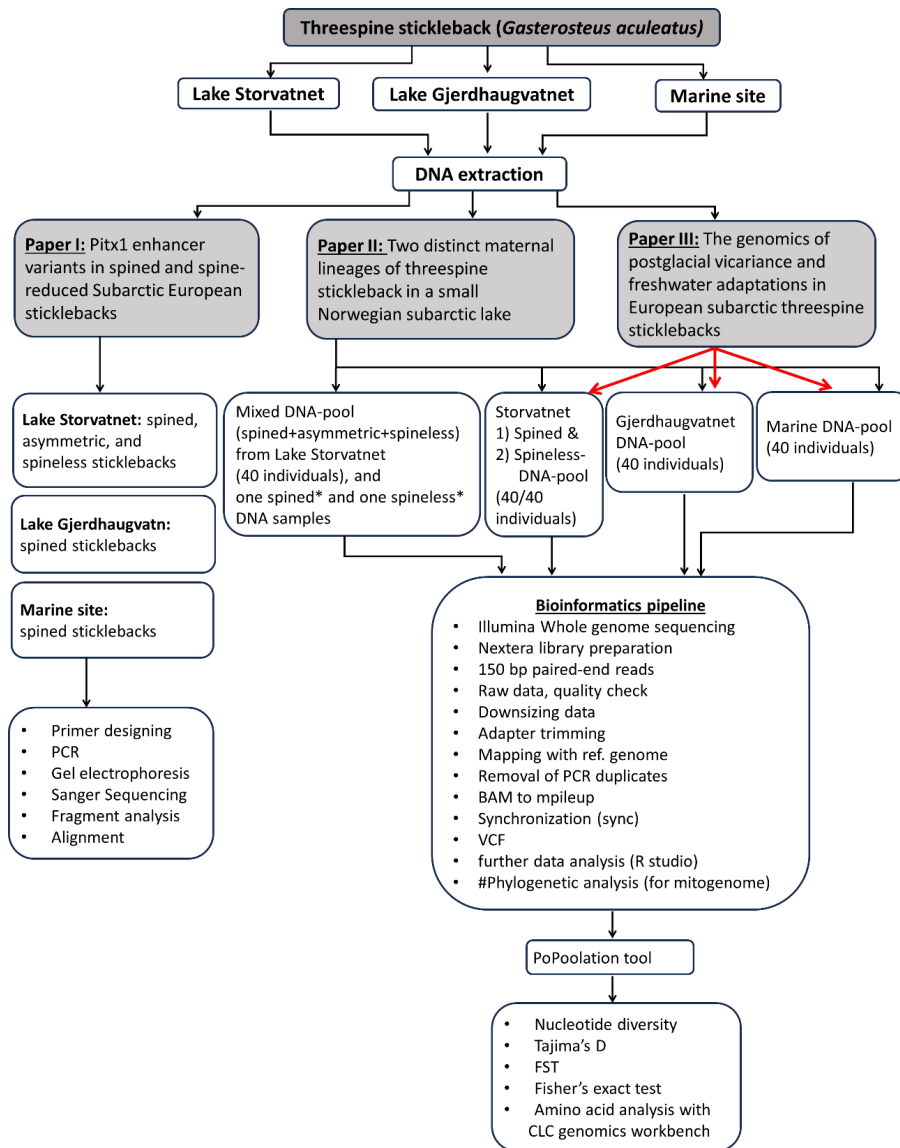 Threespine stickleback (Gasterosteus aculeatus)
Lake Storvatnet
Lake Gjerdhaugvatnet
Marine site
DNA extraction
Paper I: Pitx1 enhancer
variants in spined and spine-
reduced Subarctic European
sticklebacks
Paper II: Two distinct maternal
lineages of threespine
stickleback in a small
Norwegian subarctic lake
Paper III: The genomics of
postglacial vicariance and
freshwater adaptations in
European subarctic threespine
sticklebacks
Lake Storvatnet: spined,
asymmetric, and
spineless sticklebacks
Lake Gjerdhaugvatn:
spined sticklebacks
Marine site:
spined sticklebacks
• Primer designing
• PCR
• Gel electrophoresis
• Sanger Sequencing
• Fragment analysis
• Alignment
Mixed DNA-pool
(spined+asymmetric+spineless)
from Lake Storvatnet
(40 individuals), and
one spined* and one spineless*
DNA samples
Storvatnet
1) Spined &
2) Spineless-
DNA-pool
(40/40
individuals)
Gjerdhaugvatnet
DNA-pool
(40 individuals)
Marine DNA-pool
(40 individuals)
Bioinformatics pipeline
• Illumina Whole genome sequencing
• Nextera library preparation
• 150 bp paired-end reads
• Raw data, quality check
• Downsizing data
• Adapter trimming
• Mapping with ref. genome
• Removal of PCR duplicates
• BAM to mpileup
• Synchronization (sync)
• VCF
• further data analysis (R studio)
• #Phylogenetic analysis (for mitogenome)
PoPoolation tool
• Nucleotide diversity
• Tajima's D
• FST
• Fisher's exact test
• Amino acid analysis with
CLC genomics workbench